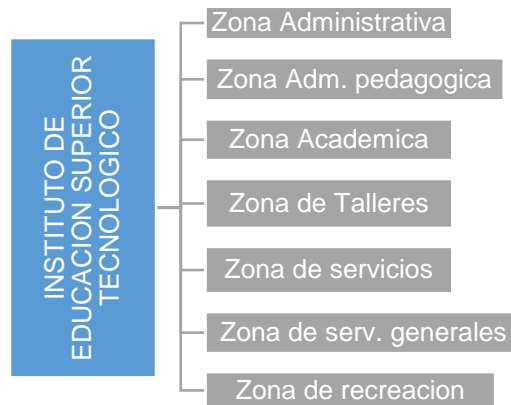 INSTITUTO DE
EDUCACION SUPERIOR
TECNOLOGICO
Zona Administrativa
Zona Adm. pedagogica
Zona Academica
Zona de Talleres
Zona de servicios
Zona de serv. generales
Zona de recreacion